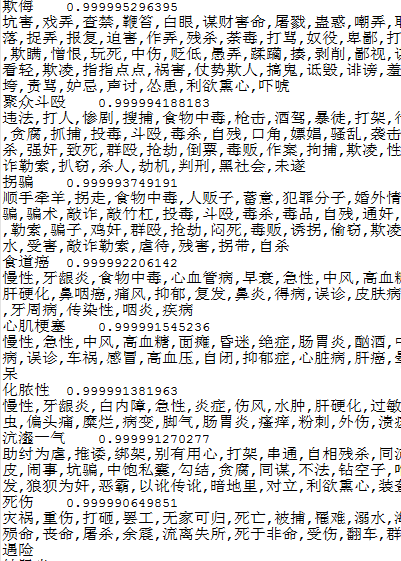 欺侮 0.999995296395
坑害,戏弄,查禁,鞭笞,白眼,谋财害命,屠戮,蛊惑,嘲弄,耶
落,捉弄,报复,迫害,作弄,残杀,荼毒,打骂,奴役,卑鄙,打
,欺瞒,憎恨,玩死,中伤,贬低,愚弄,蹂躏,揍,剥削,鄙视,
看轻,欺凌,指指点点,祸害,仗势欺人,搞鬼,诋毁,诽谤,羞
垮,责骂,妒忌,声讨,怂恿,利欲熏心,吓唬
聚众斗殴 0.999994188183
违法,打人,惨剧,搜捕,食物中毒,枪击,酒驾,暴徒,打架,
,贪腐,抓捕,投毒,斗殴,毒杀,自残,口角,嫖娼,骚乱,袭击
杀,强奸,致死,群殴,抢劫,倒票,毒贩,作案,拘捕,欺凌,性
诈勒索,扒窃,杀人,劫机,判刑,黑社会,未遂
拐骗 0.999993749191
顺手牵羊,拐走,食物中毒,人贩子,蓄意,犯罪分子,婚外情
骗,骗术,敲诈,敲竹杠,投毒,斗殴,毒杀,毒品,自残,通奸,
,勒索,骗子,鸡奸,群殴,抢劫,闷死,毒贩,诱拐,偷窃,欺凌
水,受害,敲诈勒索,虐待,残害,拐带,自杀
食道癌 0.999992206142
慢性,牙龈炎,食物中毒,心血管病,早衰,急性,中风,高血糖
肝硬化,鼻咽癌,痛风,抑郁,复发,鼻炎,得病,误诊,皮肤病
,牙周病,传染性,咽炎,疾病
心肌梗塞 0.999991545236
慢性,急性,中风,高血糖,面瘫,昏迷,绝症,肠胃炎,酗酒,中
病,误诊,车祸,感冒,高血压,自闭,抑郁症,心脏病,肝癌,
呆
化脓性 0.999991381963
慢性,牙龈炎,白内障,急性,炎症,伤风,水肿,肝硬化,过敏
虫,偏头痛,糜烂,病变,脚气,肠胃炎,瘙痒,粉刺,外伤,溃疡
沆瀣一气 0.999991270277
助纣为虐,推诿,绑架,别有用心,打架,串通,自相残杀,同流
皮,闹事,坑骗,中饱私囊,勾结,贪腐,同谋,不法,钻空子,
发,狼狈为奸,恶霸,以讹传讹,暗地里,对立,利欲熏心,装
死伤 0.999990649851
灾祸,重伤,打砸,罢工,无家可归,死亡,被捕,罹难,溺水,
殒命,丧命,屠杀,余震,流离失所,死于非命,受伤,翻车,群
遇险